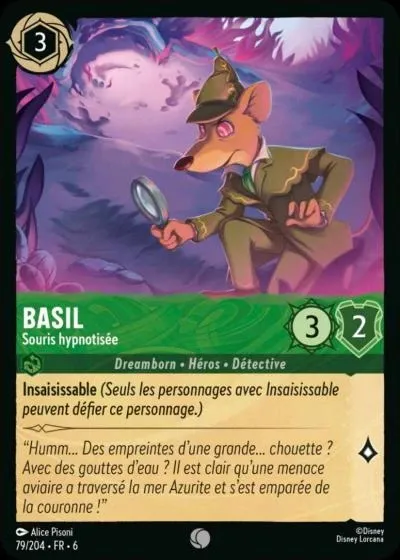 3
BASIL
Souris hypnotisée
3
2
Dreamborn • Héros • Détective
Insaisissable (Seuls les personnages avec Insaisissable
peuvent défier ce personnage.)
“Humm... Des empreintes d’une grande... chouette ?
Avec des gouttes d’eau ? Il est clair qu’une menace
aviaire a traversé la mer Azurite et s’est emparée de
la couronne !”
Alice Pisoni
79/204 • FR • 6
©Disney
Disney Lorcana